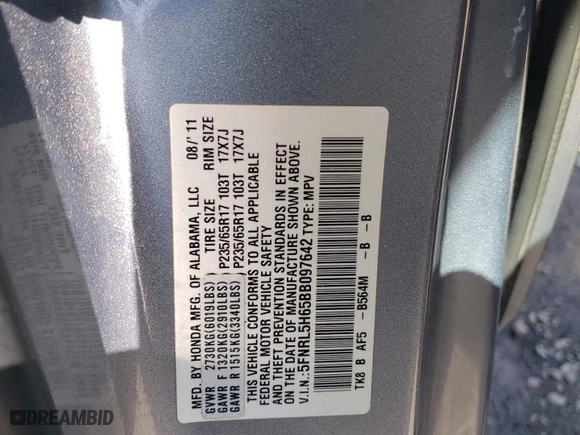 MFD. BY HONDA MFG. OF ALABAMA, LLC 08/'11
GVWR 2730KG(6019LBS) TIRE SIZE RIM SIZE
GAWR F 1320KG(2910LBS) P235/65R17 103T 17X7J
GAWR R 1515KG(3340LBS) P235/65R17 103T 17X7J
THIS VEHICLE CONFORMS TO ALL APPLICABLE
FEDERAL MOTOR VEHICLE SAFETY
AND THEFT PREVENTION STANDARDS IN EFFECT
ON THE DATE OF MANUFACTURE SHOWN ABOVE.
V.I.N.: 5FNRL5H65BB097642 TYPE: MPV
TK8 B AF5 -B564M -B -B
DREAMBID